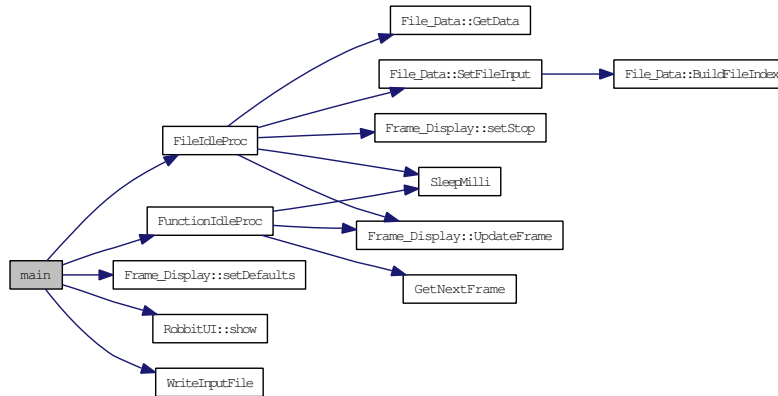 File_Data::GetData
File_Data::SetFileInput
File_Data::BuildFileIndex
Frame_Display::setStop
FileIdleProc
SleepMilli
FunctionIdleProc
Frame_Display::UpdateFrame
main
Frame_Display::setDefaults
GetNextFrame
RobbitUI::show
WriteInputFile